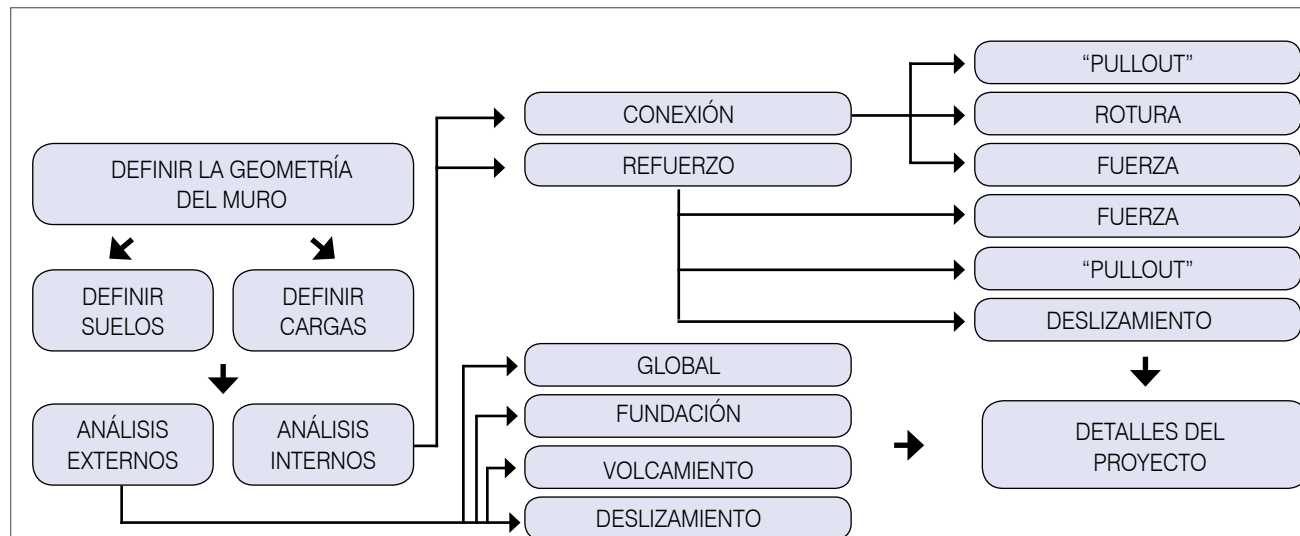 DEFINIR LA GEOMETRÍA
DEL MURO
DEFINIR
SUELOS
DEFINIR
CARGAS
ANÁLISIS
EXTERNOS
ANÁLISIS
INTERNOS
CONEXIÓN
REFUERZO
GLOBAL
FUNDACIÓN
VOLCAMIENTO
DESLIZAMIENTO
“PULLOUT”
ROTURA
FUERZA
FUERZA
“PULLOUT”
DESLIZAMIENTO
DETALLES DEL
PROYECTO